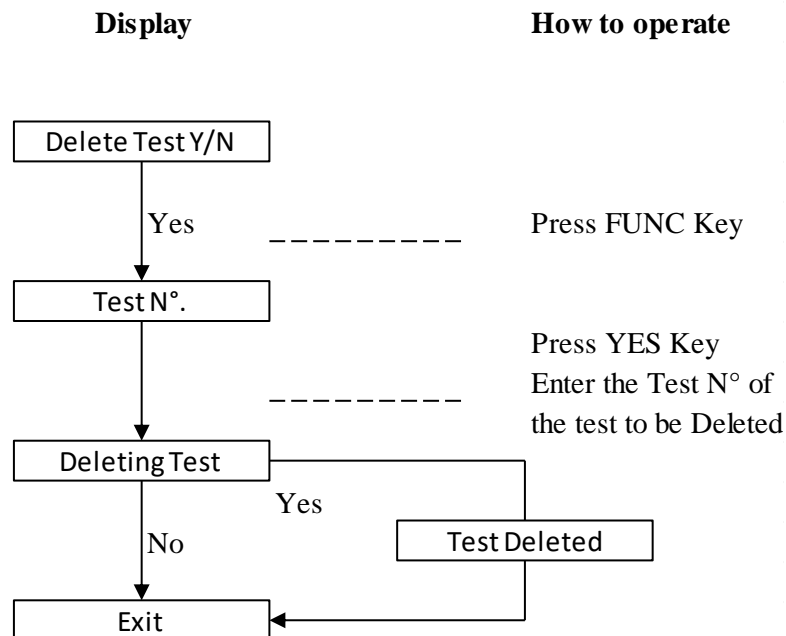 Display
How to operate
Delete Test Y/N
Yes
Press FUNC Key
Test N°.
Press YES Key
Enter the Test N° of
the test to be Deleted
Deleting Test
Yes
No
Test Deleted
Exit